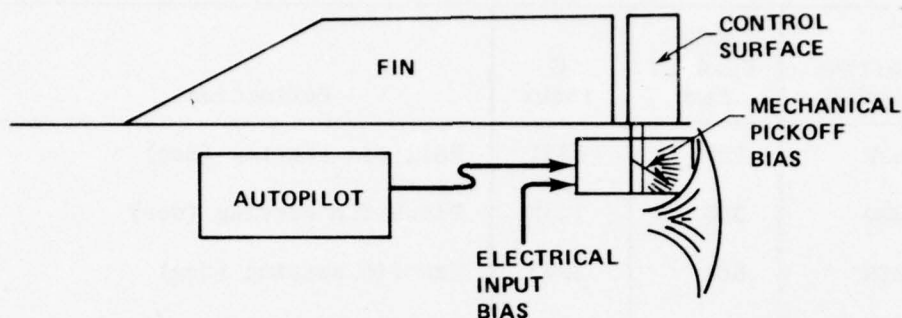 CONTROL
SURFACE
FIN
MECHANICAL
PICKOFF
BIAS
AUTOPILOT
ELECTRICAL
INPUT
BIAS